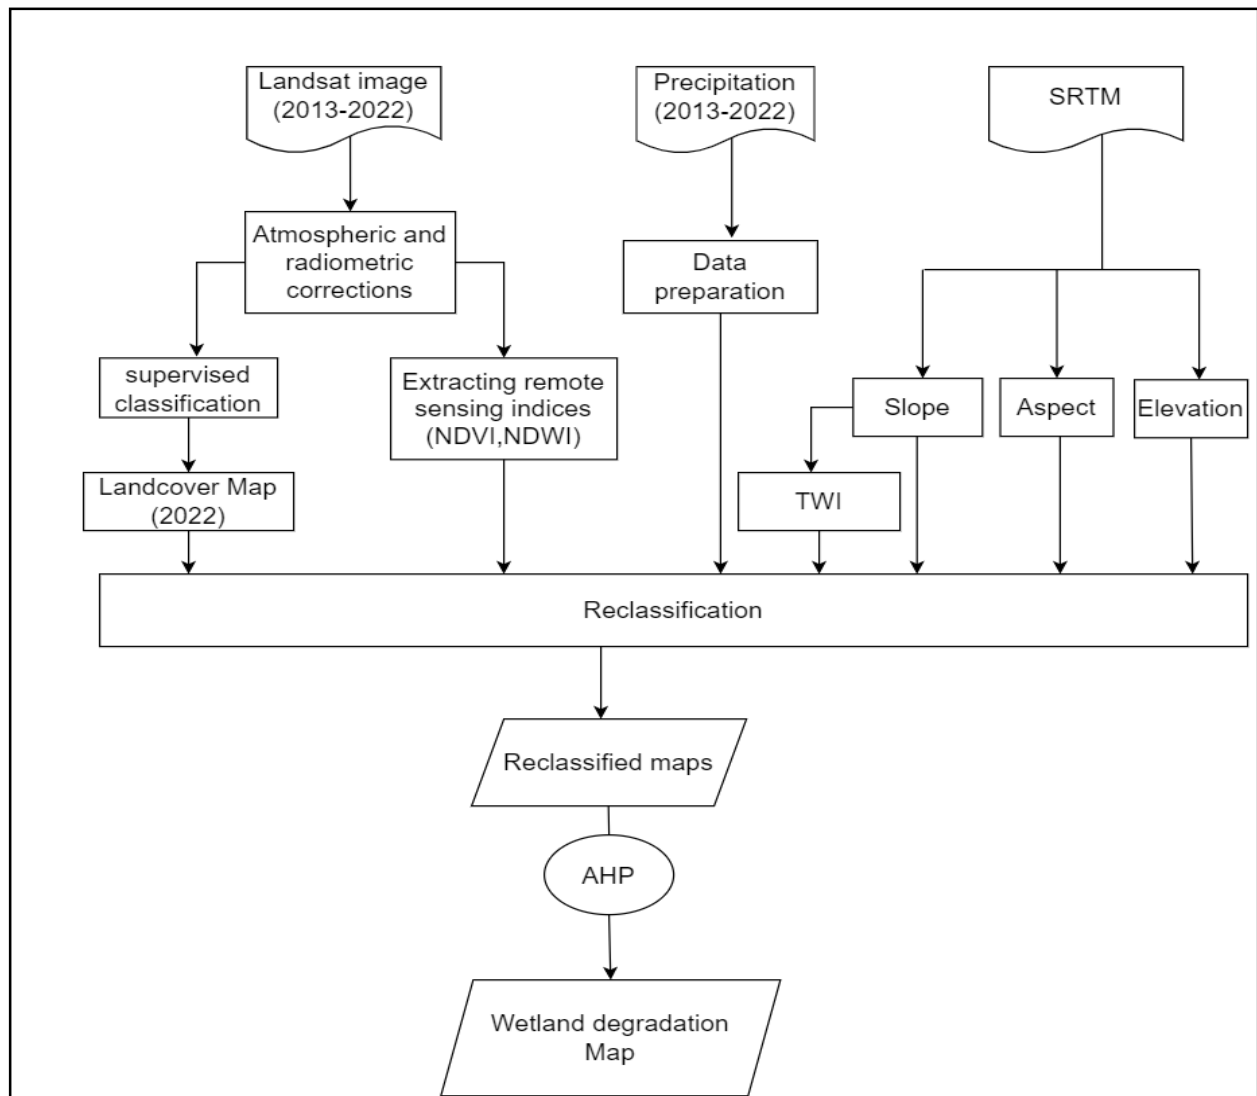 Landsat image
(2013-2022)
Precipitation
(2013-2022)
SRTM
Atmospheric and
radiometric
corrections
Data
preparation
supervised
classification
Extracting remote
sensing indices
(NDVI,NDWI)
Slope
Aspect
Elevation
Landcover Map
(2022)
TWI
Reclassification
Reclassified maps
AHP
Wetland degradation
Map